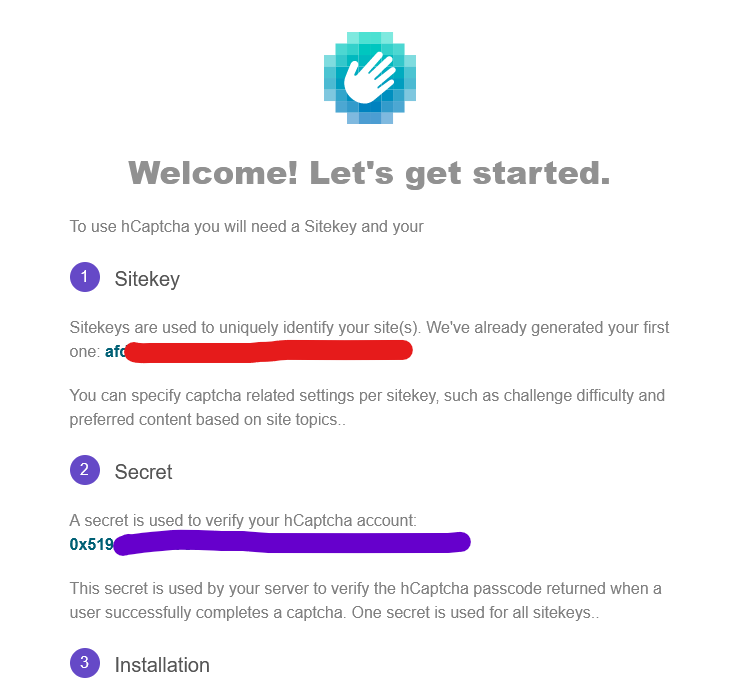 Welcome! Let's get started.
To use hCaptcha you will need a Sitekey and your
1 Sitekey
Sitekeys are used to uniquely identify your site(s). We've already generated your first
one: afc
You can specify captcha related settings per sitekey, such as challenge difficulty and
preferred content based on site topics..
2 Secret
A secret is used to verify your hCaptcha account:
0x519
This secret is used by your server to verify the hCaptcha passcode returned when a
user successfully completes a captcha. One secret is used for all sitekeys..
3 Installation